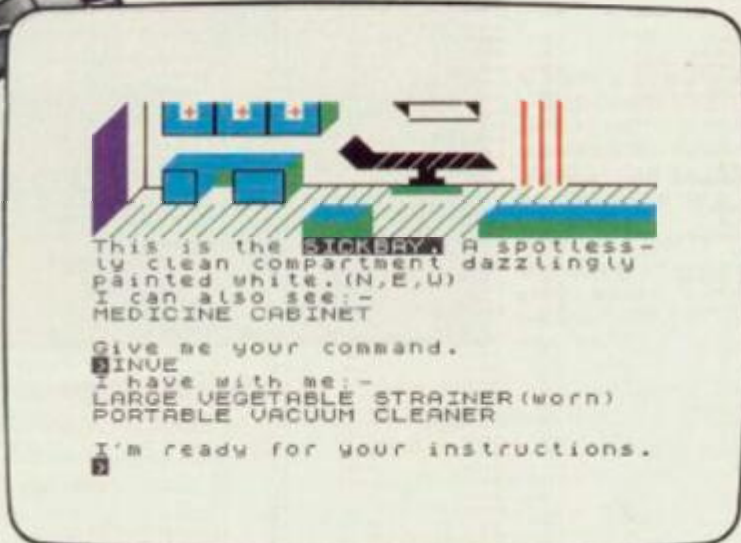 This is the SICKBAY. A spotless-
ly clean compartment dazzlingly
painted white.(N,E,W)
I can also see:-
MEDICINE CABINET
Give me your command.
>INVE
I have with me:-
LARGE VEGETABLE STRAINER(worn)
PORTABLE VACUUM CLEANER
I'm ready for your instructions.
>